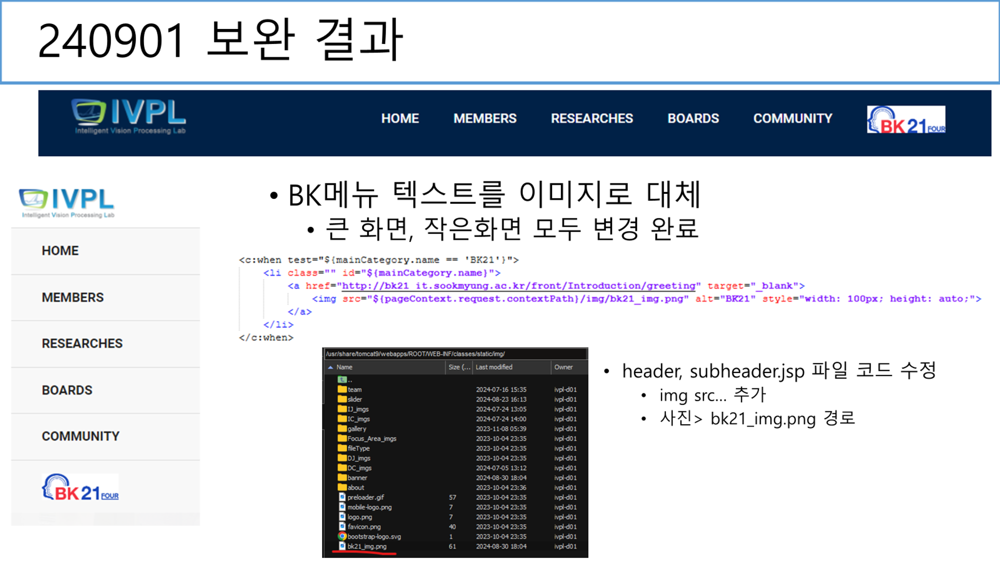 240901 보완 결과
IVPL
Intelligent Vision Processing Lab
HOME MEMBERS RESEARCHES BOARDS COMMUNITY BK 21 FOUR
IVPL
Intelligent Vision Processing Lab
HOME
MEMBERS
RESEARCHES
BOARDS
COMMUNITY
BK 21 FOUR
• BK메뉴 텍스트를 이미지로 대체
• 큰 화면, 작은화면 모두 변경 완료
<c:when test="${mainCategory.name == 'BK21'}">
<li class="" id="${mainCategory.name}">
<a href="http://bk21 it.sookmyung.ac.kr/front/Introduction/greeting" target="_blank">
<img src="${pageContext.request.contextPath}/img/bk21_img.png" alt="BK21" style="width: 100px; height: auto;">
</a>
</li>
</c:when>
/usr/share/tomcat9/webapps/ROOT/WEB-INF/classes/static/img/
Name Size (... Last modified Owner
..
team 2024-07-16 15:35 ivpl-d01
slider 2024-08-23 16:13 ivpl-d01
IJ_imgs 2024-07-24 13:05 ivpl-d01
IC_imgs 2024-07-24 14:00 ivpl-d01
gallery 2023-11-08 05:39 ivpl-d01
Focus_Area_imgs 2023-10-04 23:35 ivpl-d01
fileType 2023-10-04 23:35 ivpl-d01
DJ_imgs 2023-10-04 23:35 ivpl-d01
DC_imgs 2024-07-05 13:12 ivpl-d01
banner 2024-08-30 18:04 ivpl-d01
about 2023-10-04 23:36 ivpl-d01
preloader.gif 57 2023-10-04 23:35 ivpl-d01
mobile-logo.png 7 2023-10-04 23:35 ivpl-d01
logo.png 7 2023-10-04 23:35 ivpl-d01
favicon.png 40 2023-10-04 23:35 ivpl-d01
bootstrap-logo.svg 1 2023-10-04 23:35 ivpl-d01
bk21_img.png 61 2024-08-30 18:04 ivpl-d01
• header, subheader.jsp 파일 코드 수정
• img src... 추가
• 사진> bk21_img.png 경로